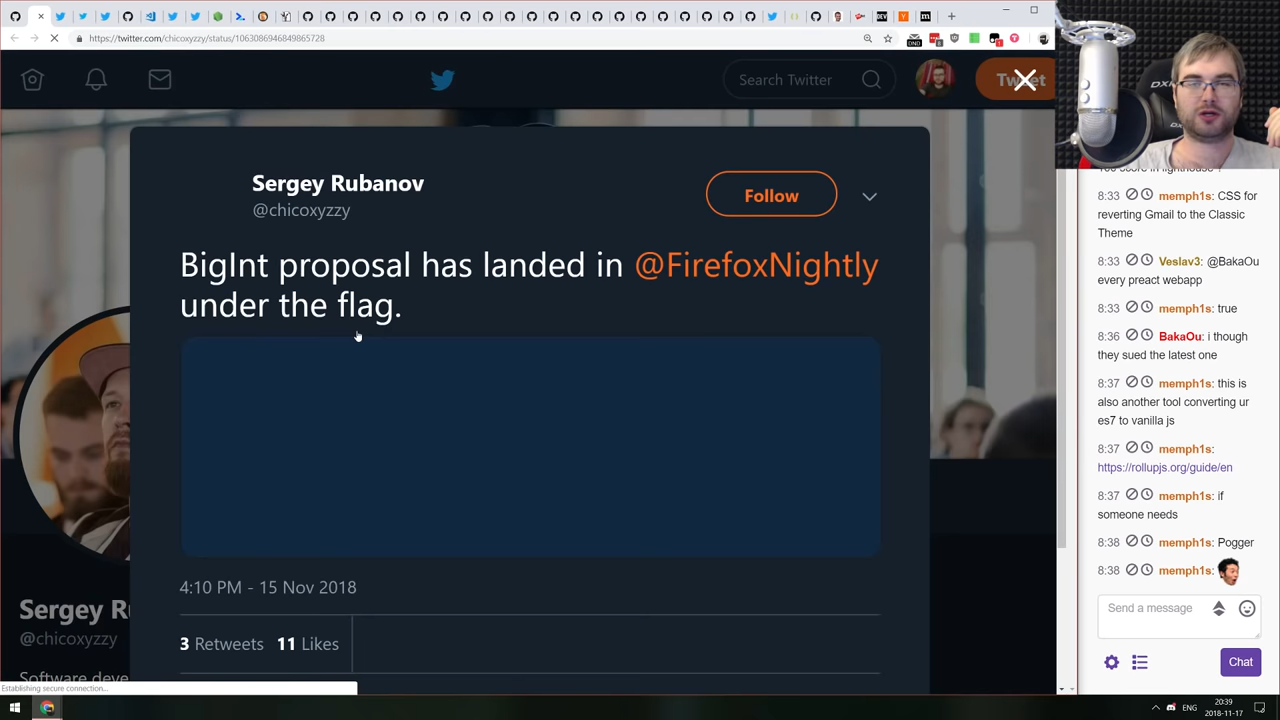 https://twitter.com/chicoxyzzy/status/1063086946849865728
Search Twitter
Tweet
Sergey Rubanov
@chicoxyzzy
Follow
BigInt proposal has landed in @FirefoxNightly
under the flag.
4:10 PM - 15 Nov 2018
3 Retweets 11 Likes
Sergey Ru
@chicoxyzzy
Software deve
Establishing secure connection...
8:33 memph1s: CSS for
reverting Gmail to the Classic
Theme
8:33 Veslav3: @BakaOu
every preact webapp
8:33 memph1s: true
8:36 BakaOu: i though
they sued the latest one
8:37 memph1s: this is
also another tool converting ur
es7 to vanilla js
8:37 memph1s:
https://rollupjs.org/guide/en
8:37 memph1s: if
someone needs
8:38 memph1s: Pogger
8:38 memph1s:
Send a message
Chat
ENG
20:39
2018-11-17